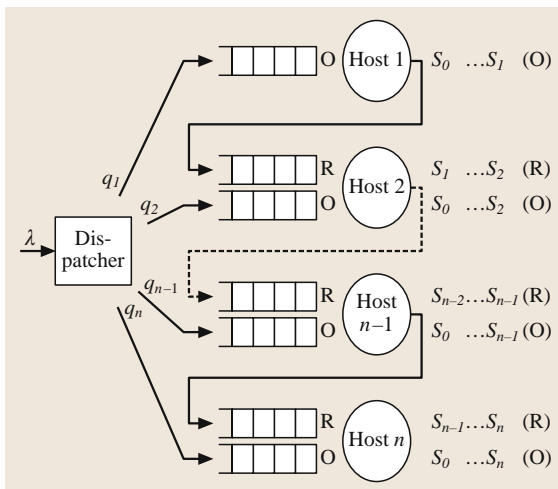 O Host 1 S₀ …S₁ (O)
q₁
R S₁ …S₂ (R)
Host 2
q₂
O S₀ …S₂ (O)
λ
Dis-
patcher
qₙ₋₁
R Sₙ₋₂…Sₙ₋₁ (R)
Host
n–1
qₙ
O S₀ …Sₙ₋₁ (O)
R Sₙ₋₁…Sₙ (R)
Host n
O S₀ …Sₙ (O)